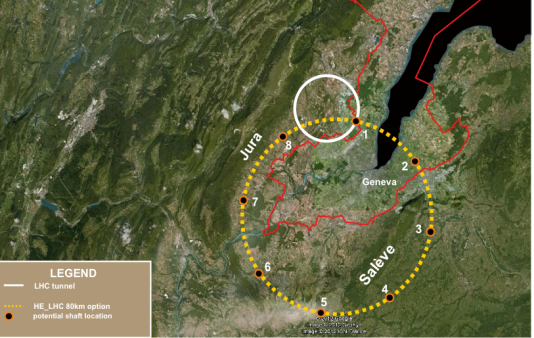 Jura
8
2
Geneva
7
3
Salève
6
4
5
LEGEND
LHC tunnel
HE_LHC 80km option
potential shaft location